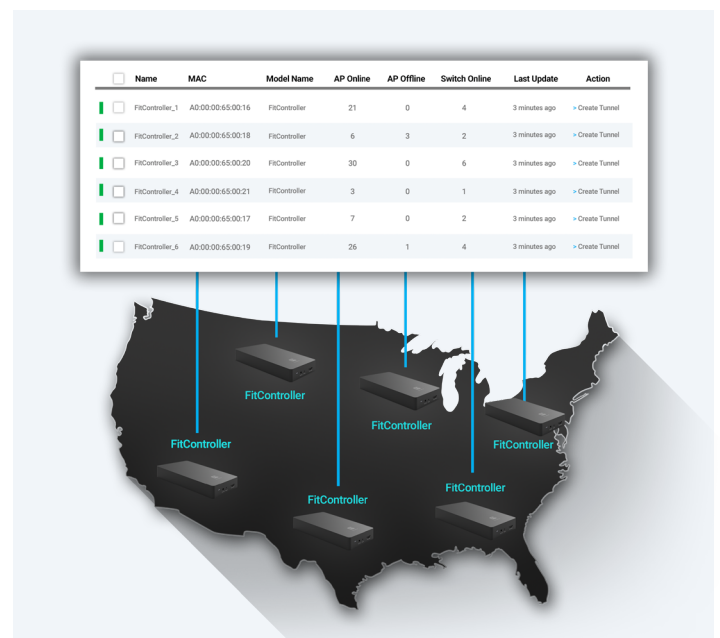 Name MAC Model Name AP Online AP Offline Switch Online Last Update Action
FitController_1 A0:00:00:65:00:16 FitController 21 0 4 3 minutes ago > Create Tunnel
FitController_2 A0:00:00:65:00:18 FitController 6 3 2 3 minutes ago > Create Tunnel
FitController_3 A0:00:00:65:00:20 FitController 30 0 6 3 minutes ago > Create Tunnel
FitController_4 A0:00:00:65:00:21 FitController 3 0 1 3 minutes ago > Create Tunnel
FitController_5 A0:00:00:65:00:17 FitController 7 0 2 3 minutes ago > Create Tunnel
FitController_6 A0:00:00:65:00:19 FitController 26 1 4 3 minutes ago > Create Tunnel
FitController
FitController
FitController
FitController
FitController
FitController